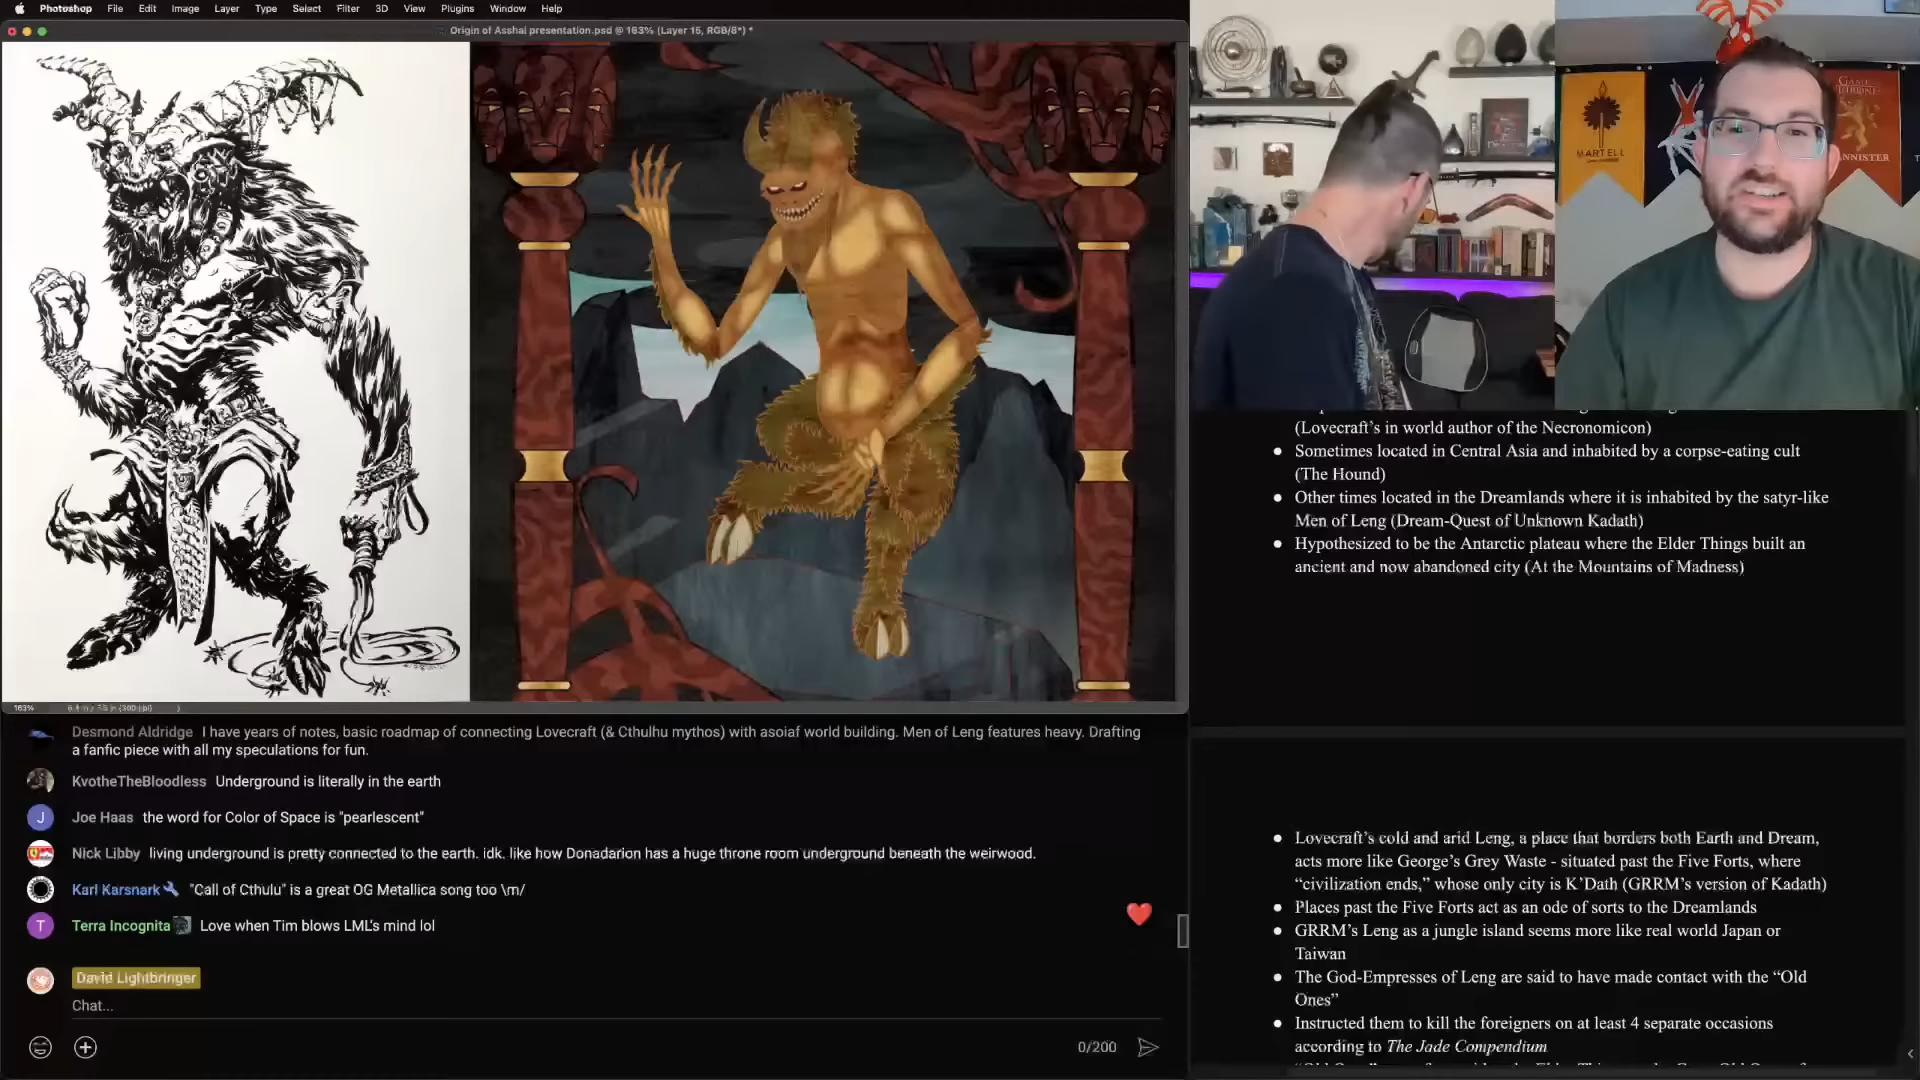 Photoshop File Edit Image Layer Type Select Filter 3D View Plugins Window Help
Origin of Asshai presentation.psd @ 163% (Layer 15, RGB/8*) *
MARTELL
GAME
THRONE
ANNISTER
163%
Desmond Aldridge I have years of notes, basic roadmap of connecting Lovecraft (& Cthulhu mythos) with asoiaf world building. Men of Leng features heavy. Drafting
a fanfic piece with all my speculations for fun.
KvotheTheBloodless Underground is literally in the earth
J Joe Haas the word for Color of Space is "pearlescent"
Nick Libby living underground is pretty connected to the earth. idk. like how Donadarion has a huge throne room underground beneath the weirwood.
Karl Karsnark "Call of Cthulu" is a great OG Metallica song too \m/
T Terra Incognita Love when Tim blows LML's mind lol
David Lightbringer
Chat...
0/200
(Lovecraft's in world author of the Necronomicon)
● Sometimes located in Central Asia and inhabited by a corpse-eating cult
(The Hound)
● Other times located in the Dreamlands where it is inhabited by the satyr-like
Men of Leng (Dream-Quest of Unknown Kadath)
● Hypothesized to be the Antarctic plateau where the Elder Things built an
ancient and now abandoned city (At the Mountains of Madness)
● Lovecraft's cold and arid Leng, a place that borders both Earth and Dream,
acts more like George's Grey Waste - situated past the Five Forts, where
“civilization ends,” whose only city is K’Dath (GRRM’s version of Kadath)
● Places past the Five Forts act as an ode of sorts to the Dreamlands
● GRRM’s Leng as a jungle island seems more like real world Japan or
Taiwan
● The God-Empresses of Leng are said to have made contact with the “Old
Ones”
● Instructed them to kill the foreigners on at least 4 separate occasions
according to The Jade Compendium